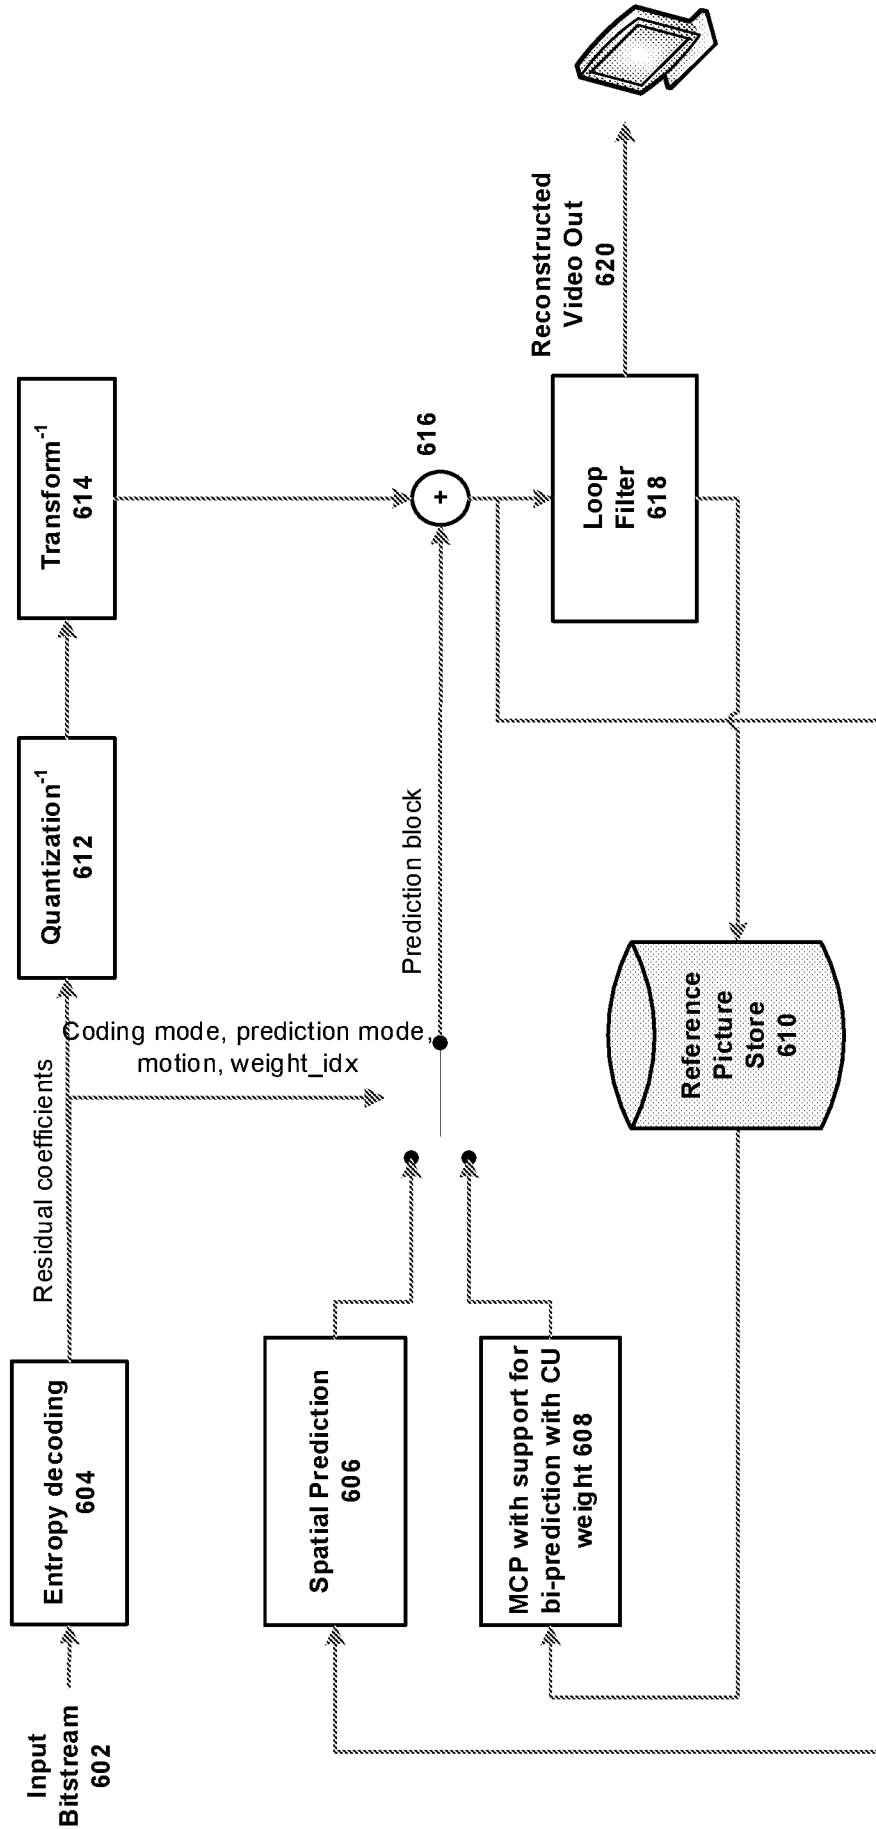 Input
Bitstream
602
Entropy decoding
604
Residual coefficients
Quantization-1
612
Transform-1
614
Coding mode, prediction mode,
motion, weight_idx
Spatial Prediction
606
MCP with support for
bi-prediction with CU
weight 608
Prediction block
+
616
Loop
Filter
618
Reconstructed
Video Out
620
Reference
Picture
Store
610